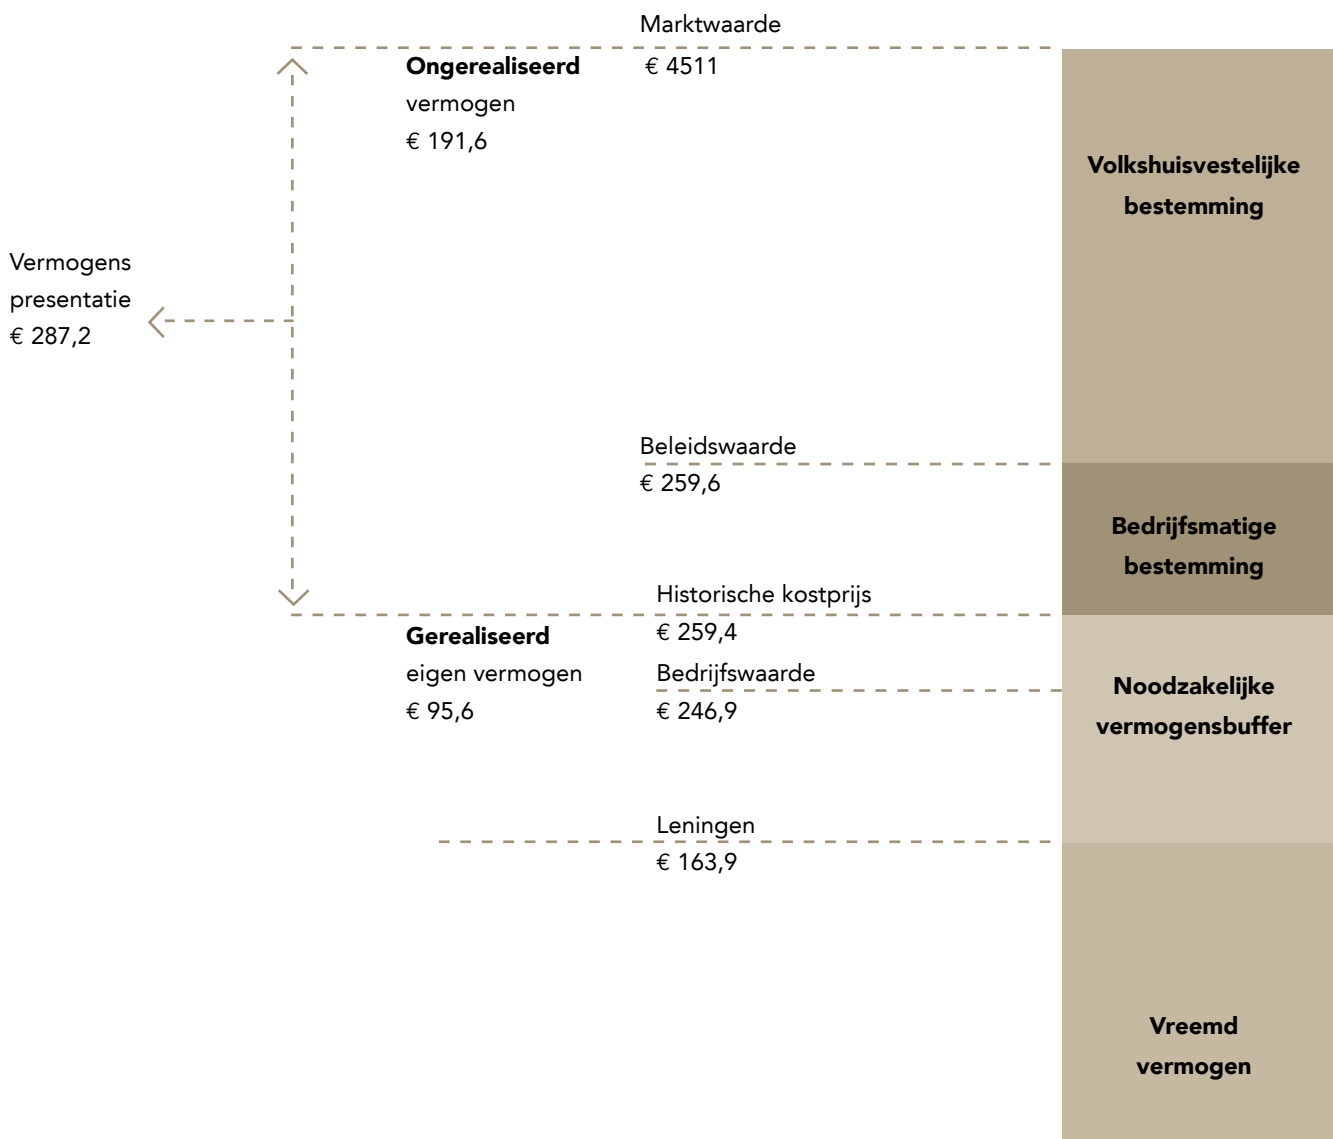 Marktwaarde
€ 4511
Ongerealiseerd
vermogen
€ 191,6
Volkshuisvestelijke
bestemming
Vermogens
presentatie
€ 287,2
Beleidswaarde
€ 259,6
Bedrijfsmatige
bestemming
Historische kostprijs
€ 259,4
Gerealiseerd
eigen vermogen
€ 95,6
Bedrijfswaarde
€ 246,9
Noodzakelijke
vermogensbuffer
Leningen
€ 163,9
Vreemd
vermogen